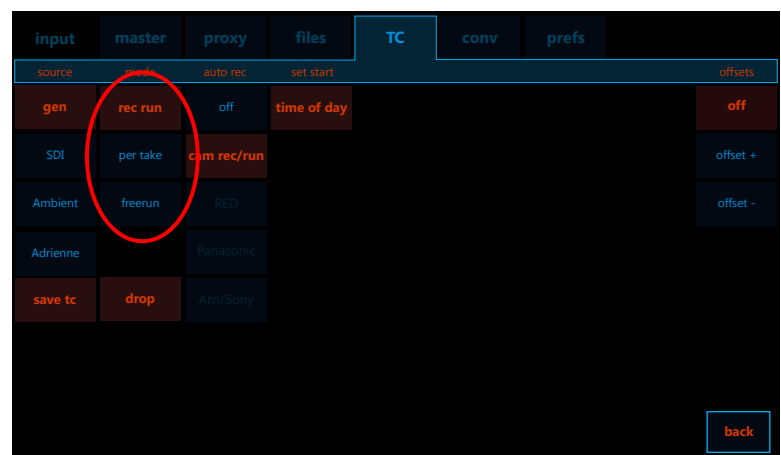 input master proxy files TC conv prefs
source mode auto rec set start offsets
gen rec run off time of day off
SDI per take cam rec/run offset +
Ambient freerun RED offset -
Adrienne Panasonic
save tc drop Arri/Sony
back